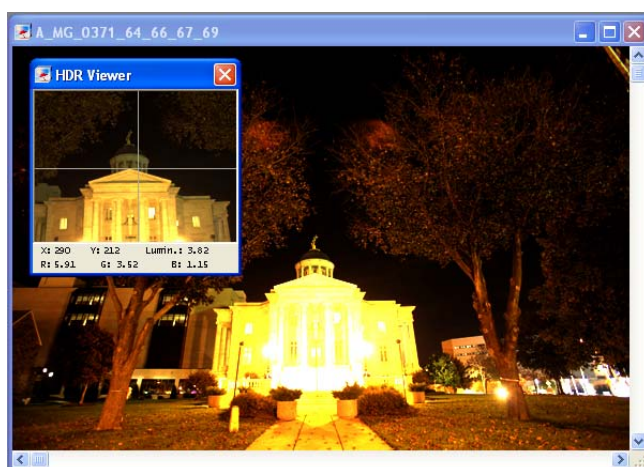 A_MG_0371_64_66_67_69
HDR Viewer
X: 290 Y: 212 Lumin.: 3.82
R: 5.91 G: 3.52 B: 1.15